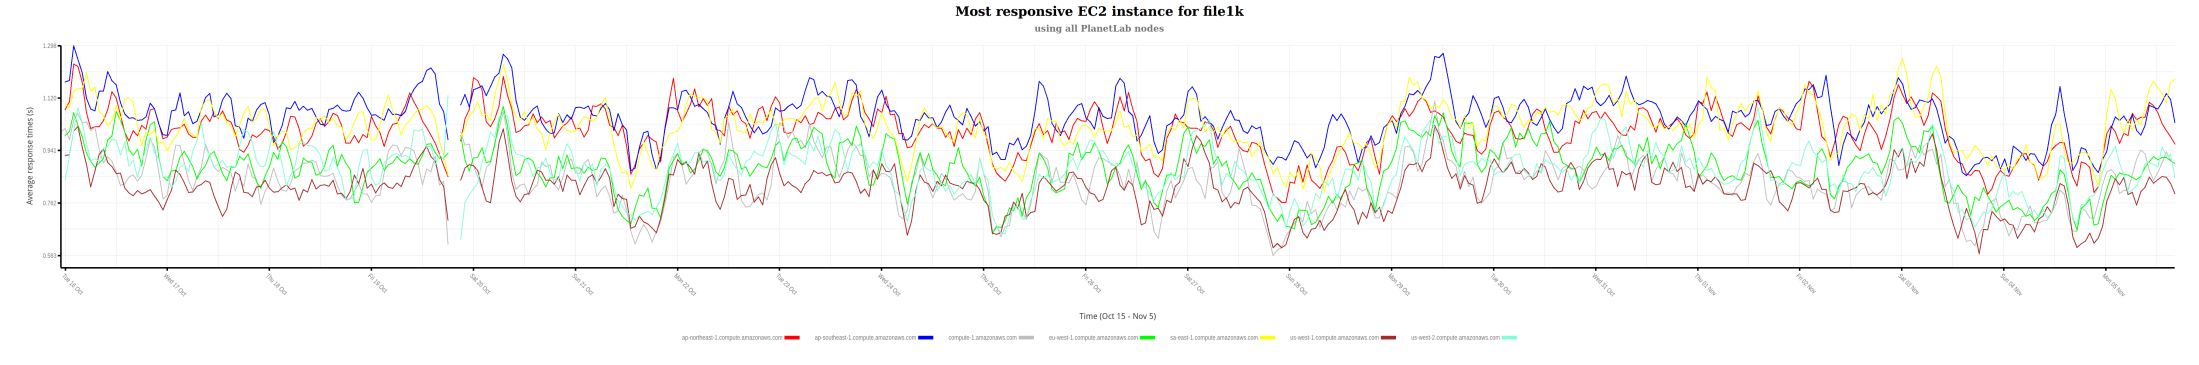 Most responsive EC2 instance for file1k
using all PlanetLab nodes
Average response times (s)
1.298
1.120
0.941
0.782
0.583
Tue 16 Oct
Wed 17 Oct
Thu 18 Oct
Fri 19 Oct
Sat 20 Oct
Sun 21 Oct
Mon 22 Oct
Tue 23 Oct
Wed 24 Oct
Thu 25 Oct
Fri 26 Oct
Sat 27 Oct
Sun 28 Oct
Mon 29 Oct
Tue 30 Oct
Wed 31 Oct
Thu 01 Nov
Fri 02 Nov
Sat 03 Nov
Sun 04 Nov
Mon 05 Nov
Time (Oct 15 - Nov 5)
ap-northeast-1.compute.amazonaws.com
ap-southeast-1.compute.amazonaws.com
compute-1.amazonaws.com
eu-west-1.compute.amazonaws.com
sa-east-1.compute.amazonaws.com
us-west-1.compute.amazonaws.com
us-west-2.compute.amazonaws.com